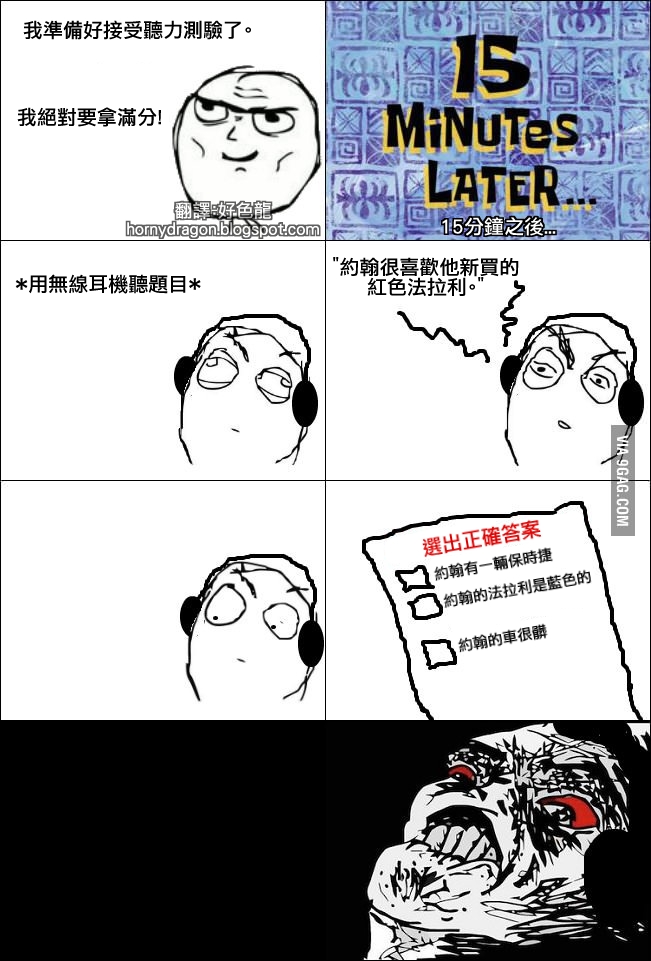 我準備好接受聽力測驗了。
我絕對要拿滿分!
翻譯:好色龍
hornydragon.blogspot.com
15
MiNUTes
LATER...
15分鐘之後...
*用無線耳機聽題目*
"約翰很喜歡他新買的
紅色法拉利。"
VIA 9GAG.COM
選出正確答案
約翰有一輛保時捷
約翰的法拉利是藍色的
約翰的車很髒